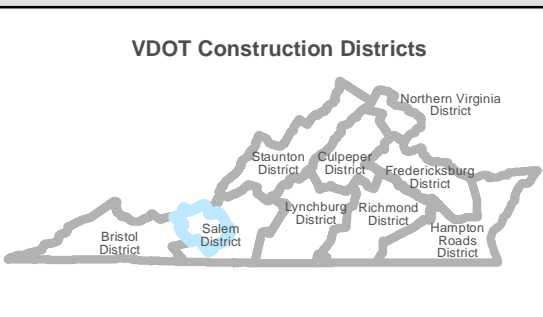 VDOT Construction Districts
Northern Virginia
District
Staunton
District
Culpeper
District
Fredericksburg
District
Lynchburg
District
Richmond
District
Salem
District
Bristol
District
Hampton
Roads
District